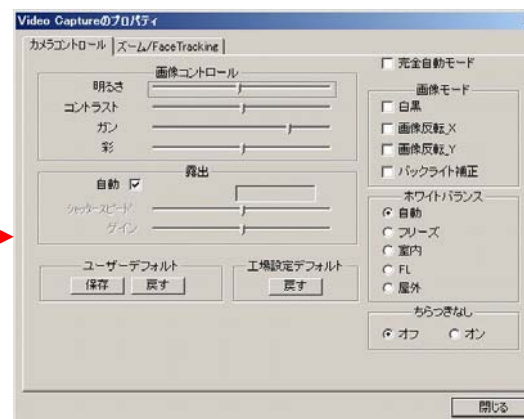 Video Captureのプロパティ
カメラコントロール
ズーム/FaceTracking
画像コントロール
明るさ
コントラスト
ガン
彩
露出
自動
シャッタースピード
ゲイン
ユーザーデフォルト
保存
戻す
工場設定デフォルト
戻す
完全自動モード
画像モード
白黒
画像反転_X
画像反転_Y
バックライト補正
ホワイトバランス
自動
フリーズ
室内
FL
屋外
ちらつきなし
オフ
オン
閉じる